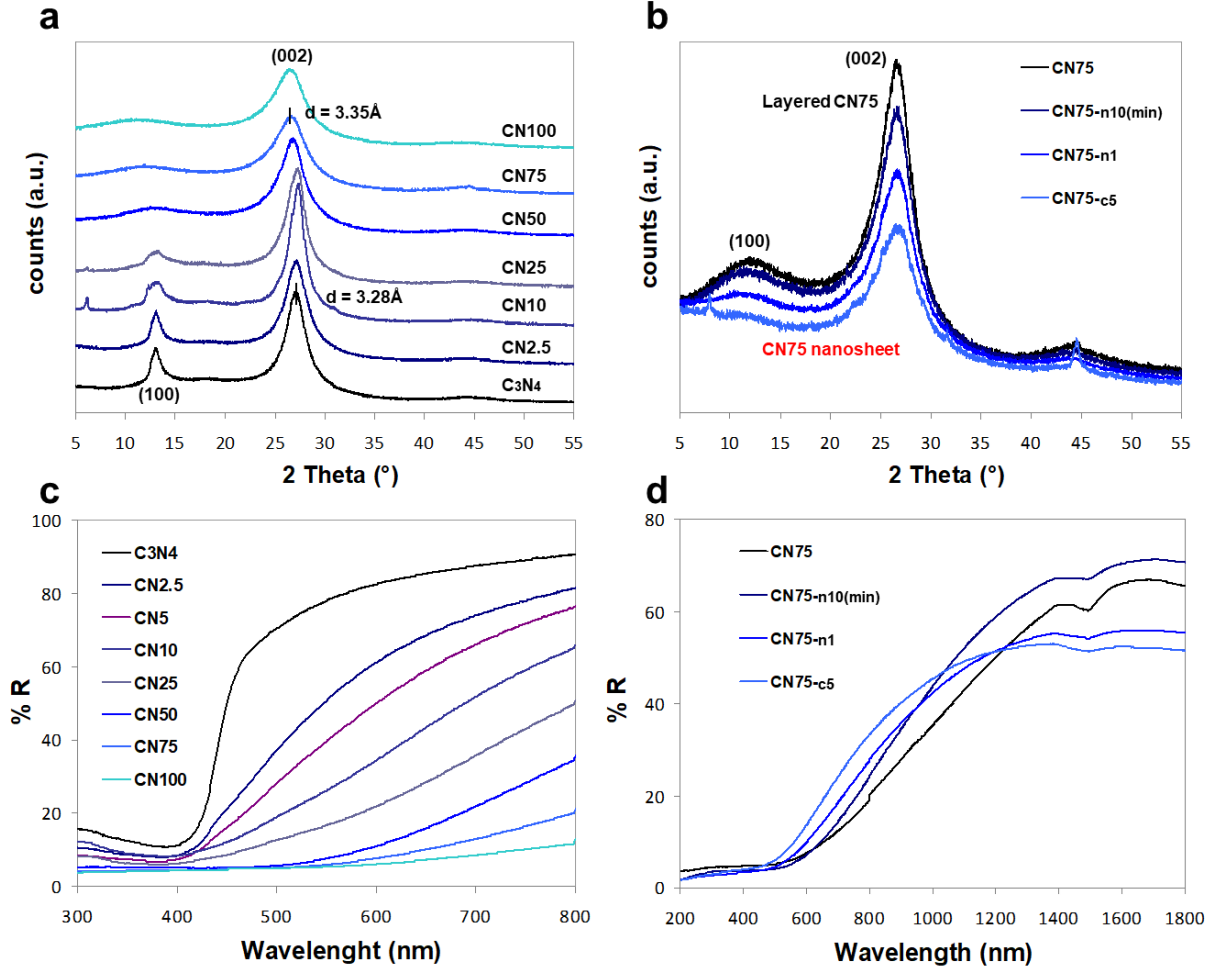 a
(002)
d = 3.35Å
CN100
CN75
CN50
CN25
CN10
d = 3.28Å
CN2.5
C3N4
(100)
counts (a.u.)
5 10 15 20 25 30 35 40 45 50 55
2 Theta (°)
b
(002)
Layered CN75
(100)
CN75 nanosheet
CN75
CN75-n10(min)
CN75-n1
CN75-c5
counts (a.u.)
5 10 15 20 25 30 35 40 45 50 55
2 Theta (°)
c
100
80
60
40
20
0
% R
C3N4
CN2.5
CN5
CN10
CN25
CN50
CN75
CN100
300 400 500 600 700 800
Wavelenght (nm)
d
80
60
40
20
0
% R
CN75
CN75-n10(min)
CN75-n1
CN75-c5
200 400 600 800 1000 1200 1400 1600 1800
Wavelength (nm)